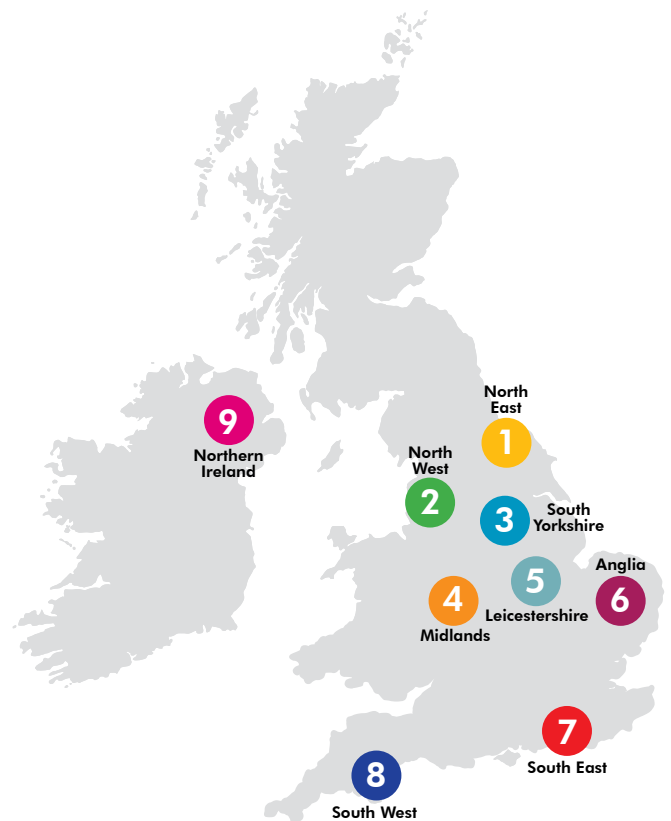 North
East
1
North
West
2
3
South
Yorkshire
9
Northern
Ireland
4
Midlands
5
Leicestershire
Anglia
6
7
South East
8
South West